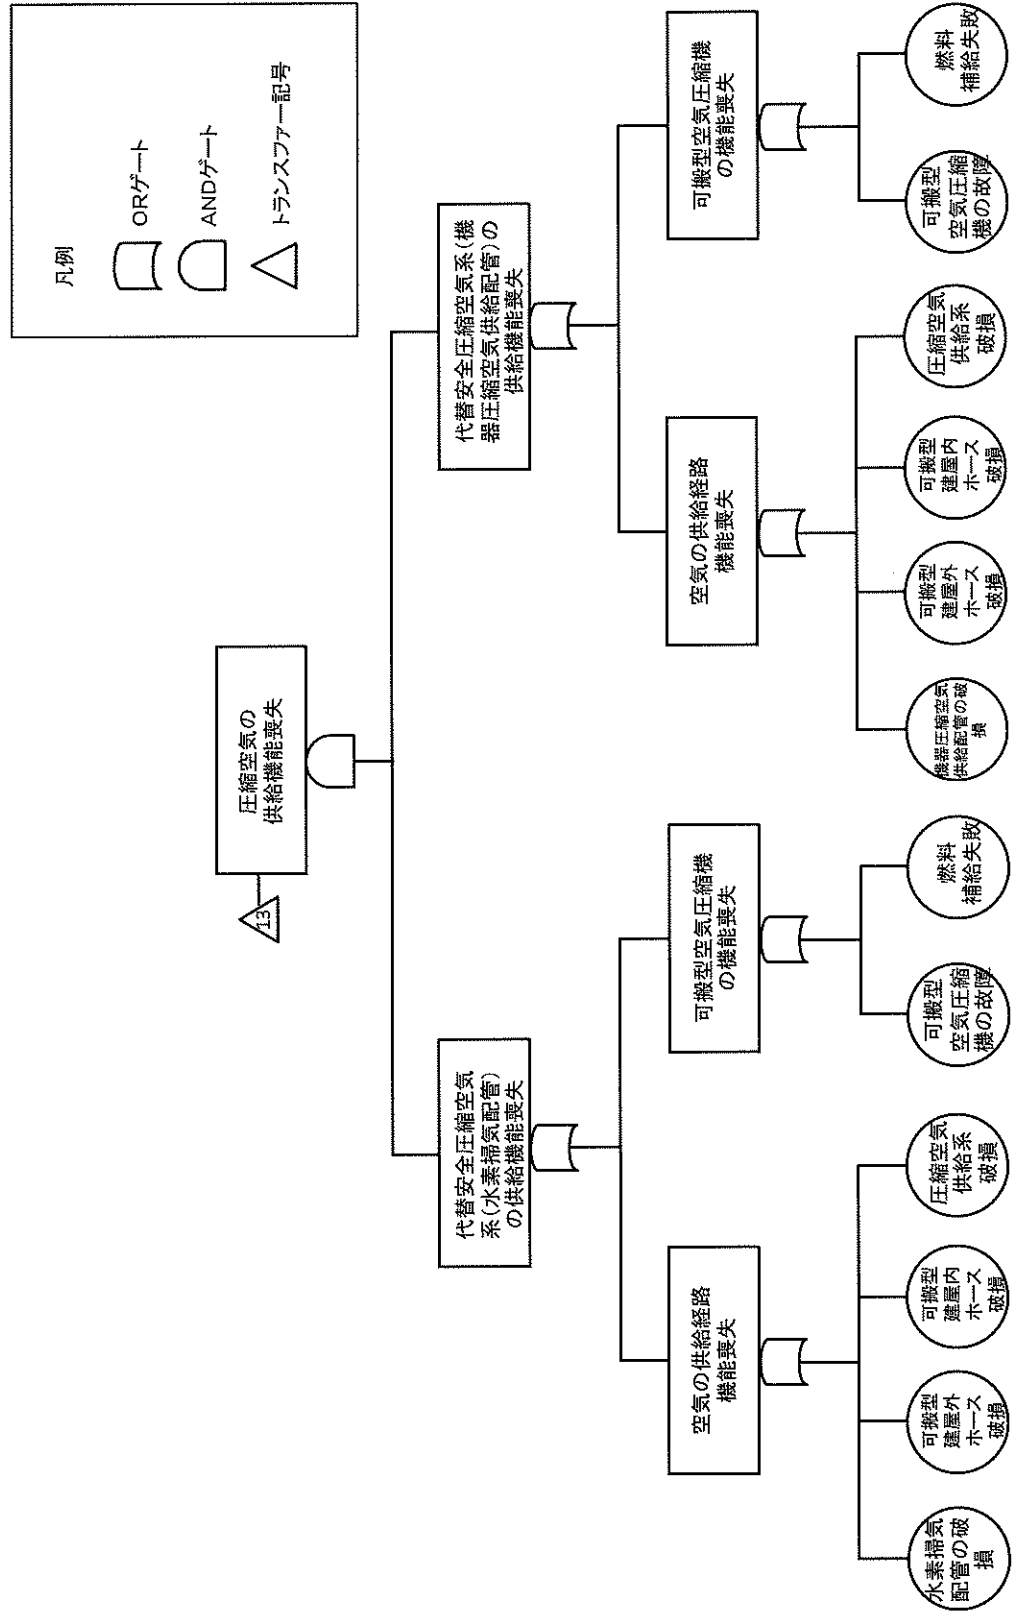 凡例
ORゲート
ANDゲート
トランスファー記号
13
圧縮空気の
供給機能喪失
代替安全圧縮空気
系(水素掃気配管)
の供給機能喪失
代替安全圧縮空気系(機
器圧縮空気供給配管)の
供給機能喪失
空気の供給経路
機能喪失
可搬型空気圧縮機
の機能喪失
空気の供給経路
機能喪失
可搬型空気圧縮機
の機能喪失
水素掃気
配管の破
損
可搬型
建屋外
ホース
破損
可搬型
建屋内
ホース
破損
圧縮空気
供給系
破損
可搬型
空気圧縮
機の故障
燃料
補給失敗
機器圧縮空気
供給配管の破
損
可搬型
建屋外
ホース
破損
可搬型
建屋内
ホース
破損
圧縮空気
供給系
破損
可搬型
空気圧縮
機の故障
燃料
補給失敗